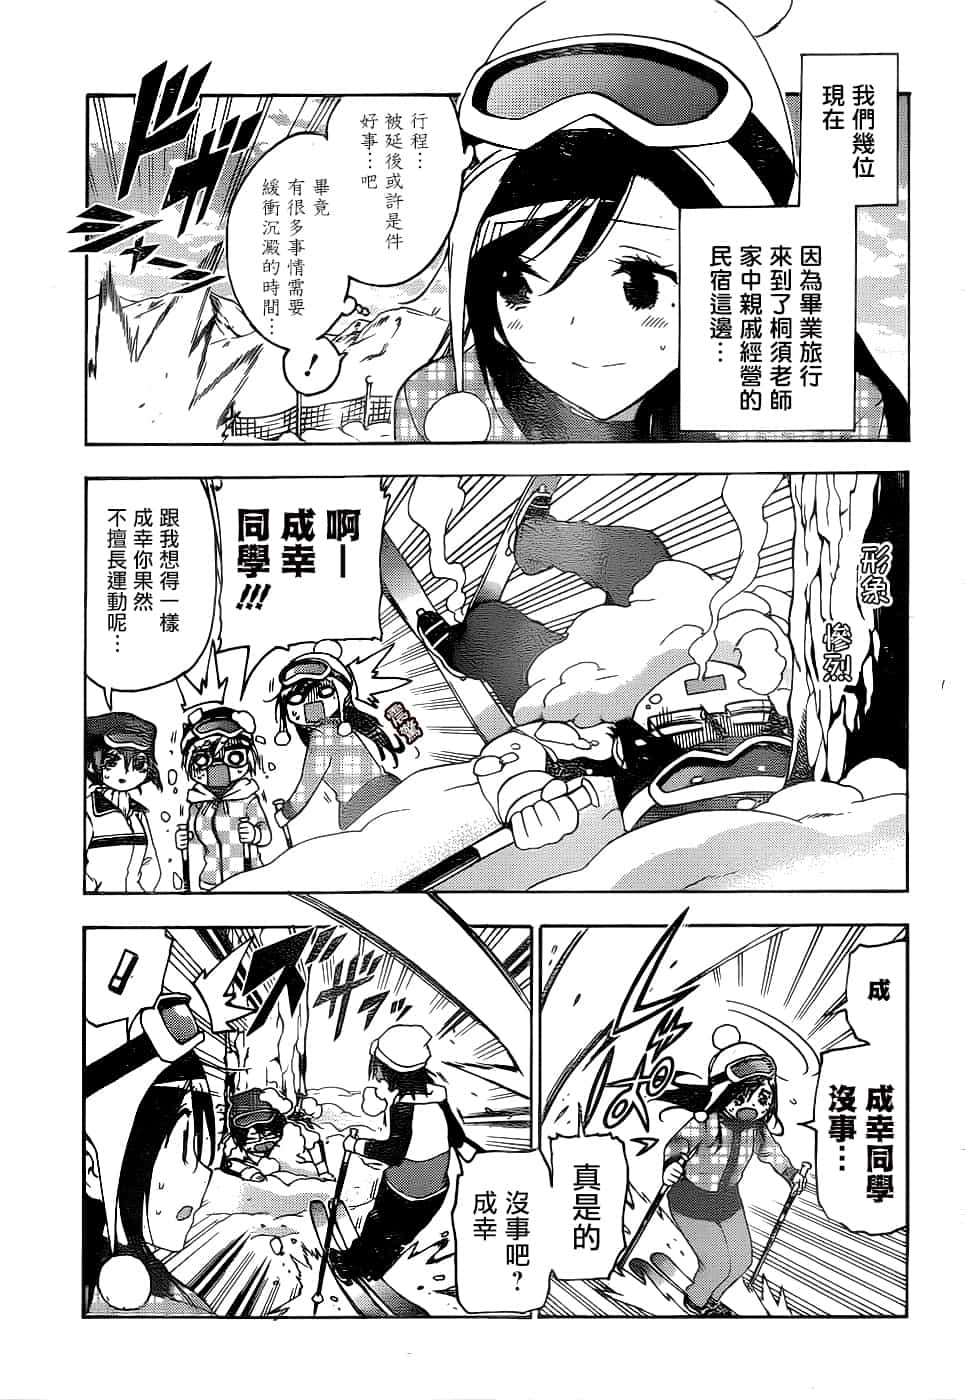 我們幾位
現在
因為畢業旅行
來到了桐須老師
家中親戚經營的
民宿這邊…
行程…
被延後或許是件
好事…吧
畢竟
有很多事情需要
緩衝沉澱的時間…
！
ドドガシャー
形象
慘烈
啊ー
成幸
同學!!!
跟我想得一樣
成幸你果然
不擅長運動呢…
成
成幸同學
沒事…
真是的
沒事吧？
成幸
！